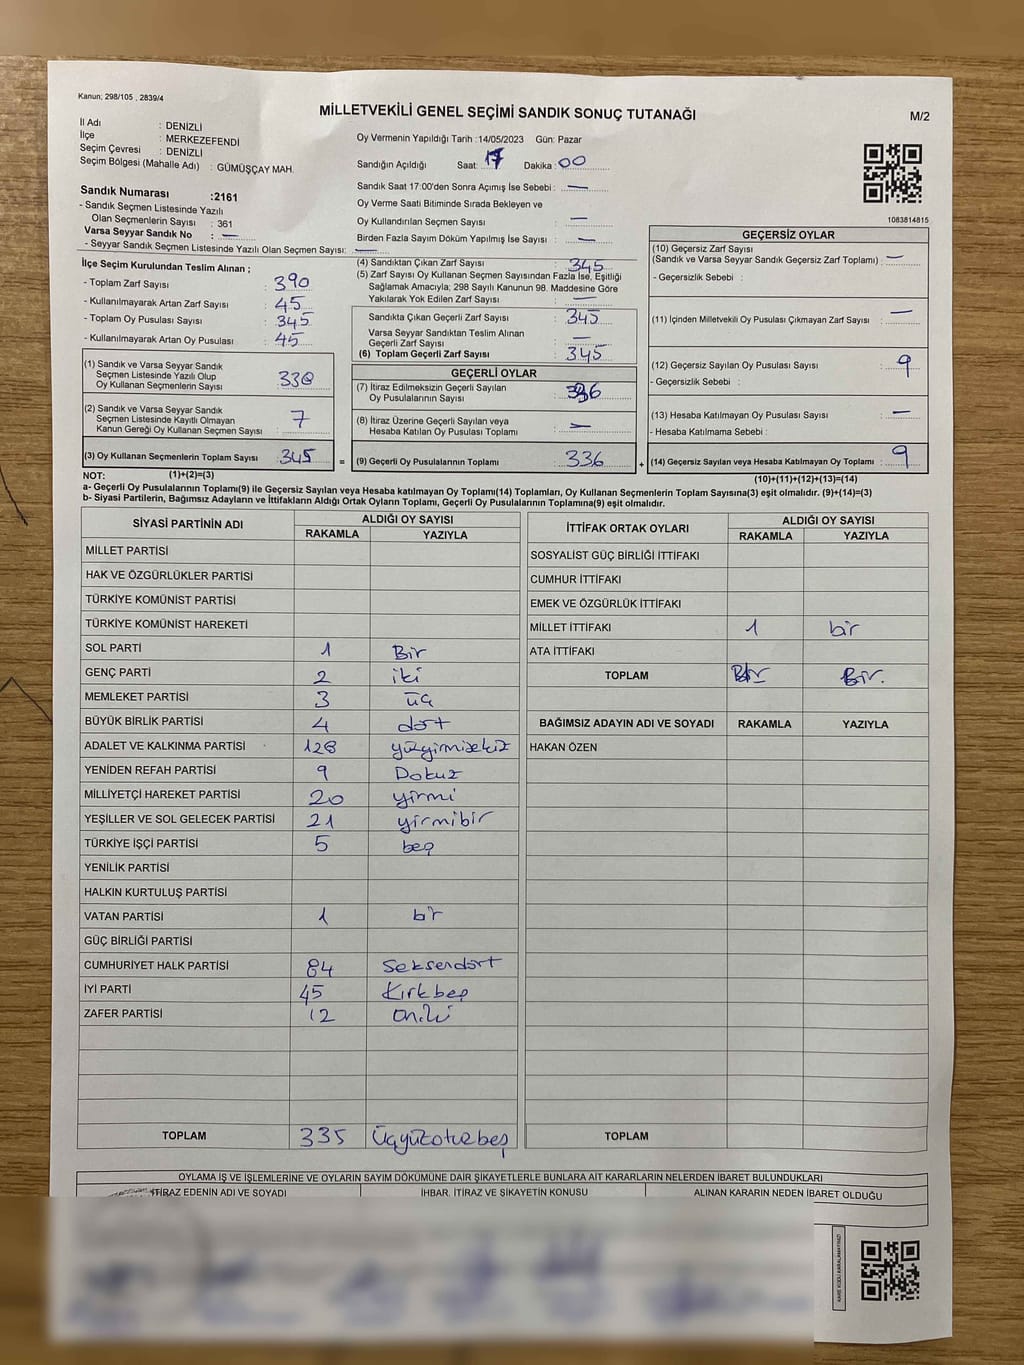 Kanun; 298/105 , 2839/4
MİLLETVEKİLİ GENEL SEÇİMİ SANDIK SONUÇ TUTANAĞI
M/2
İl Adı : DENİZLİ
İlçe : MERKEZEFENDİ
Seçim Çevresi : DENİZLİ
Seçim Bölgesi (Mahalle Adı) : GÜMÜŞÇAY MAH.
Oy Vermenin Yapıldığı Tarih :14/05/2023 Gün: Pazar
Sandığın Açıldığı Saat: 17 Dakika: 00
Sandık Saat 17:00'den Sonra Açımış İse Sebebi : —
Oy Verme Saati Bitiminde Sırada Bekleyen ve
Oy Kullandırılan Seçmen Sayısı : —
Birden Fazla Sayım Döküm Yapılmış İse Sayısı : —
1083814815
Sandık Numarası :2161
- Sandık Seçmen Listesinde Yazılı
Olan Seçmenlerin Sayısı : 361
Varsa Seyyar Sandık No : —
- Seyyar Sandık Seçmen Listesinde Yazılı Olan Seçmen Sayısı: —
İlçe Seçim Kurulundan Teslim Alınan ;
- Toplam Zarf Sayısı : 390
- Kullanılmayarak Artan Zarf Sayısı : 45
- Toplam Oy Pusulası Sayısı : 345
- Kullanılmayarak Artan Oy Pusulası : 45
(1) Sandık ve Varsa Seyyar Sandık
Seçmen Listesinde Yazılı Olup
Oy Kullanan Seçmenlerin Sayısı : 338
(2) Sandık ve Varsa Seyyar Sandık
Seçmen Listesinde Kayıtlı Olmayan
Kanun Gereği Oy Kullanan Seçmen Sayısı : 7
(3) Oy Kullanan Seçmenlerin Toplam Sayısı : 345 =
(4) Sandıktan Çıkan Zarf Sayısı : 345
(5) Zarf Sayısı Oy Kullanan Seçmen Sayısından Fazla İse, Eşitliği
Sağlamak Amacıyla; 298 Sayılı Kanunun 98. Maddesine Göre
Yakılarak Yok Edilen Zarf Sayısı : —
Sandıkta Çıkan Geçerli Zarf Sayısı : 345
Varsa Seyyar Sandıktan Teslim Alınan
Geçerli Zarf Sayısı : —
(6) Toplam Geçerli Zarf Sayısı : 345
GEÇERLİ OYLAR
(7) İtiraz Edilmeksizin Geçerli Sayılan
Oy Pusulalarının Sayısı : 336
(8) İtiraz Üzerine Geçerli Sayılan veya
Hesaba Katılan Oy Pusulası Toplamı : —
(9) Geçerli Oy Pusulalarının Toplamı : 336 +
GEÇERSİZ OYLAR
(10) Geçersiz Zarf Sayısı
(Sandık ve Varsa Seyyar Sandık Geçersiz Zarf Toplamı) : —
- Geçersizlik Sebebi :
(11) İçinden Milletvekili Oy Pusulası Çıkmayan Zarf Sayısı : —
(12) Geçersiz Sayılan Oy Pusulası Sayısı : 9
- Geçersizlik Sebebi :
(13) Hesaba Katılmayan Oy Pusulası Sayısı : —
- Hesaba Katılmama Sebebi :
(14) Geçersiz Sayılan veya Hesaba Katılmayan Oy Toplamı : 9
NOT: (1)+(2)=(3)
(10)+(11)+(12)+(13)=(14)
a- Geçerli Oy Pusulalarının Toplamı(9) ile Geçersiz Sayılan veya Hesaba katılmayan Oy Toplamı(14) Toplamları, Oy Kullanan Seçmenlerin Toplam Sayısına(3) eşit olmalıdır. (9)+(14)=(3)
b- Siyasi Partilerin, Bağımsız Adayların ve İttifakların Aldığı Ortak Oyların Toplamı, Geçerli Oy Pusulalarının Toplamına(9) eşit olmalıdır.
SİYASİ PARTİNİN ADI ALDIĞI OY SAYISI
RAKAMLA YAZIYLA
MİLLET PARTİSİ
HAK VE ÖZGÜRLÜKLER PARTİSİ
TÜRKİYE KOMÜNİST PARTİSİ
TÜRKİYE KOMÜNİST HAREKETİ
SOL PARTİ 1 Bir
GENÇ PARTİ 2 iki
MEMLEKET PARTİSİ 3 üç
BÜYÜK BİRLİK PARTİSİ 4 dört
ADALET VE KALKINMA PARTİSİ 128 yüzyirmisekiz
YENİDEN REFAH PARTİSİ 9 Dokuz
MİLLİYETÇİ HAREKET PARTİSİ 20 yirmi
YEŞİLLER VE SOL GELECEK PARTİSİ 21 yirmibir
TÜRKİYE İŞÇİ PARTİSİ 5 beş
YENİLİK PARTİSİ
HALKIN KURTULUŞ PARTİSİ
VATAN PARTİSİ 1 bir
GÜÇ BİRLİĞİ PARTİSİ
CUMHURİYET HALK PARTİSİ 84 Seksendört
İYİ PARTİ 45 Kırkbeş
ZAFER PARTİSİ 12 oniki
TOPLAM 335 üçyüzotuzbeş
İTTİFAK ORTAK OYLARI ALDIĞI OY SAYISI
RAKAMLA YAZIYLA
SOSYALİST GÜÇ BİRLİĞİ İTTİFAKI
CUMHUR İTTİFAKI
EMEK VE ÖZGÜRLÜK İTTİFAKI
MİLLET İTTİFAKI 1 bir
ATA İTTİFAKI
TOPLAM Bir.
BAĞIMSIZ ADAYIN ADI VE SOYADI RAKAMLA YAZIYLA
HAKAN ÖZEN
TOPLAM
OYLAMA İŞ VE İŞLEMLERİNE VE OYLARIN SAYIM DÖKÜMÜNE DAİR ŞİKAYETLERLE BUNLARA AİT KARARLARIN NELERDEN İBARET BULUNDUKLARI
İTİRAZ EDENİN ADI VE SOYADI İHBAR, İTİRAZ VE ŞİKAYETİN KONUSU ALINAN KARARIN NEDEN İBARET OLDUĞU